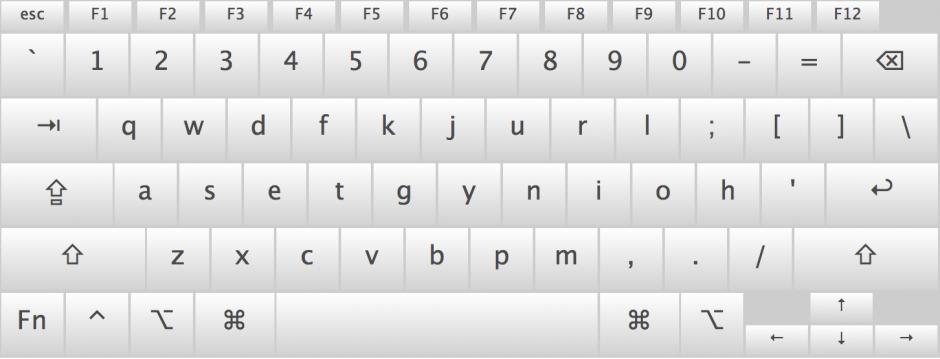 esc F1 F2 F3 F4 F5 F6 F7 F8 F9 F10 F11 F12
` 1 2 3 4 5 6 7 8 9 0 - = ⌫
⇥ q w d f k j u r l ; [ ] \
⇪ a s e t g y n i o h ' ↩
⇧ z x c v b p m , . / ⇧
Fn ^ ⌥ ⌘ ⌘ ⌥ ↑
← ↓ →